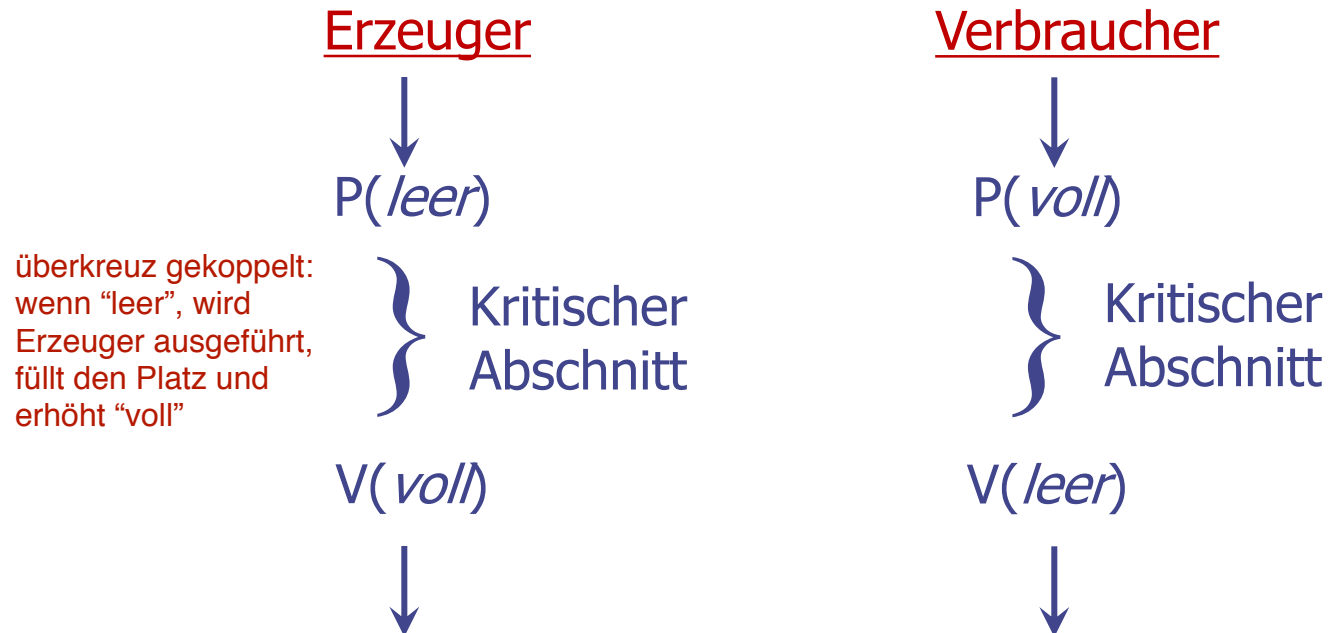 Erzeuger
P(leer)
überkreuz gekoppelt:
wenn “leer”, wird
Erzeuger ausgeführt,
füllt den Platz und
erhöht “voll”
Kritischer
Abschnitt
V(voll)
Verbraucher
P(voll)
Kritischer
Abschnitt
V(leer)